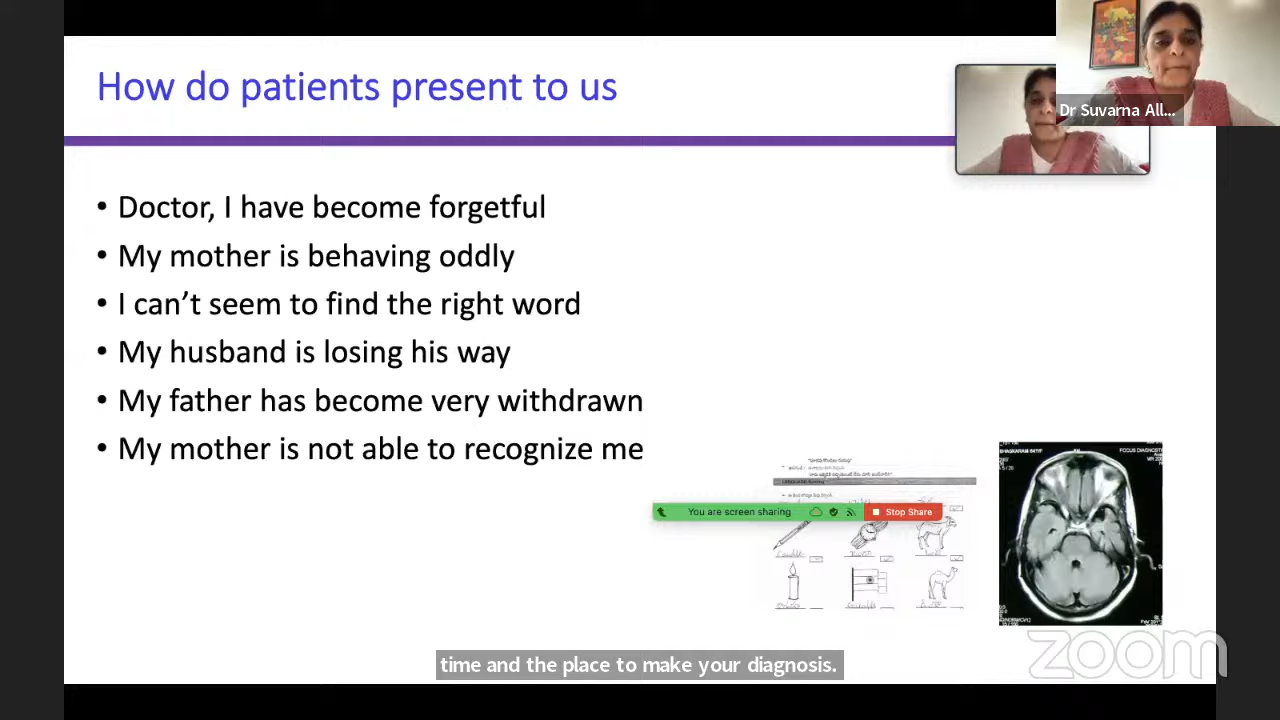 How do patients present to us
Dr Suvarna All...
• Doctor, I have become forgetful
• My mother is behaving oddly
• I can’t seem to find the right word
• My husband is losing his way
• My father has become very withdrawn
• My mother is not able to recognize me
You are screen sharing
Stop Share
FOCUS DIAGNOST
time and the place to make your diagnosis.
zoom